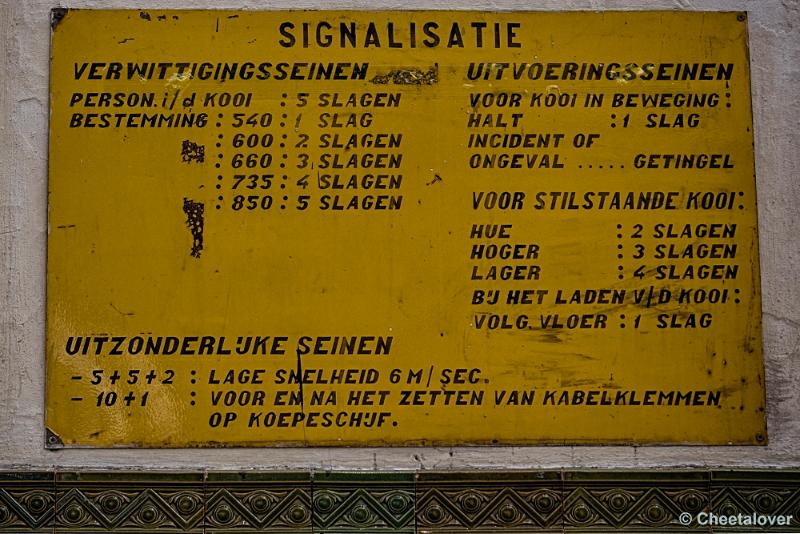 SIGNALISATIE
VERWITTIGINGSSEINEN
PERSON. i/d KOOI : 5 SLAGEN
BESTEMMING : 540 : 1 SLAG
: 600 : 2 SLAGEN
: 660 : 3 SLAGEN
: 735 : 4 SLAGEN
: 850 : 5 SLAGEN
UITVOERINGSSEINEN
VOOR KOOI IN BEWEGING :
HALT : 1 SLAG
INCIDENT OF
ONGEVAL ..... GETINGEL
VOOR STILSTAANDE KOOI :
HUE : 2 SLAGEN
HOGER : 3 SLAGEN
LAGER : 4 SLAGEN
BIJ HET LADEN V/D KOOI :
VOLG. VLOER : 1 SLAG
UITZONDERLIJKE SEINEN
- 5+5+2 : LAGE SNELHEID 6 M/SEC.
- 10+1 : VOOR EN NA HET ZETTEN VAN KABELKLEMMEN
OP KOEPESCHIJF.
© Cheetalover